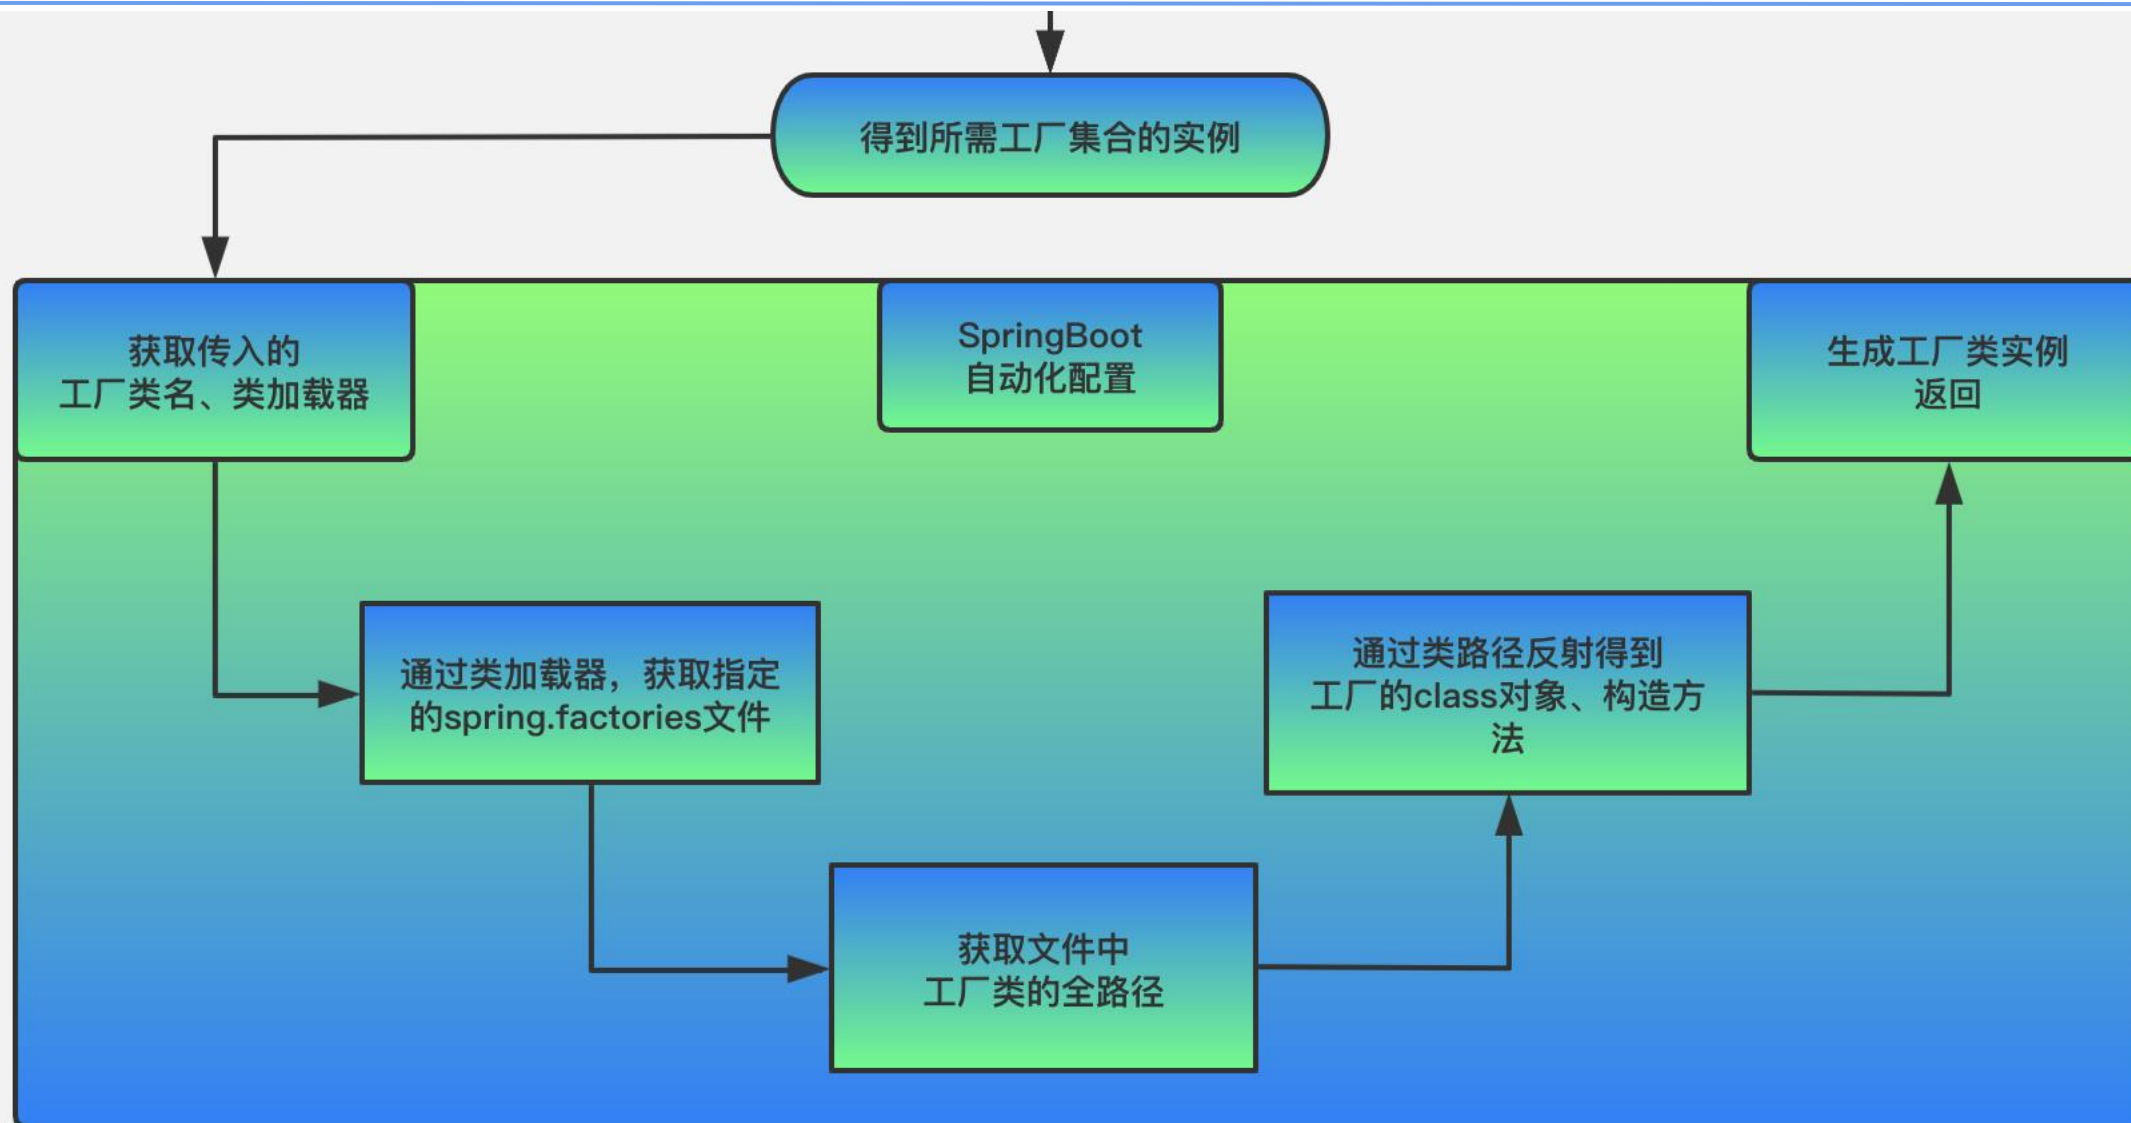 得到所需工厂集合的实例
获取传入的
工厂类名、类加载器
SpringBoot
自动化配置
生成工厂类实例
返回
通过类加载器，获取指定
的spring.factories文件
通过类路径反射得到
工厂的class对象、构造方
法
获取文件中
工厂类的全路径